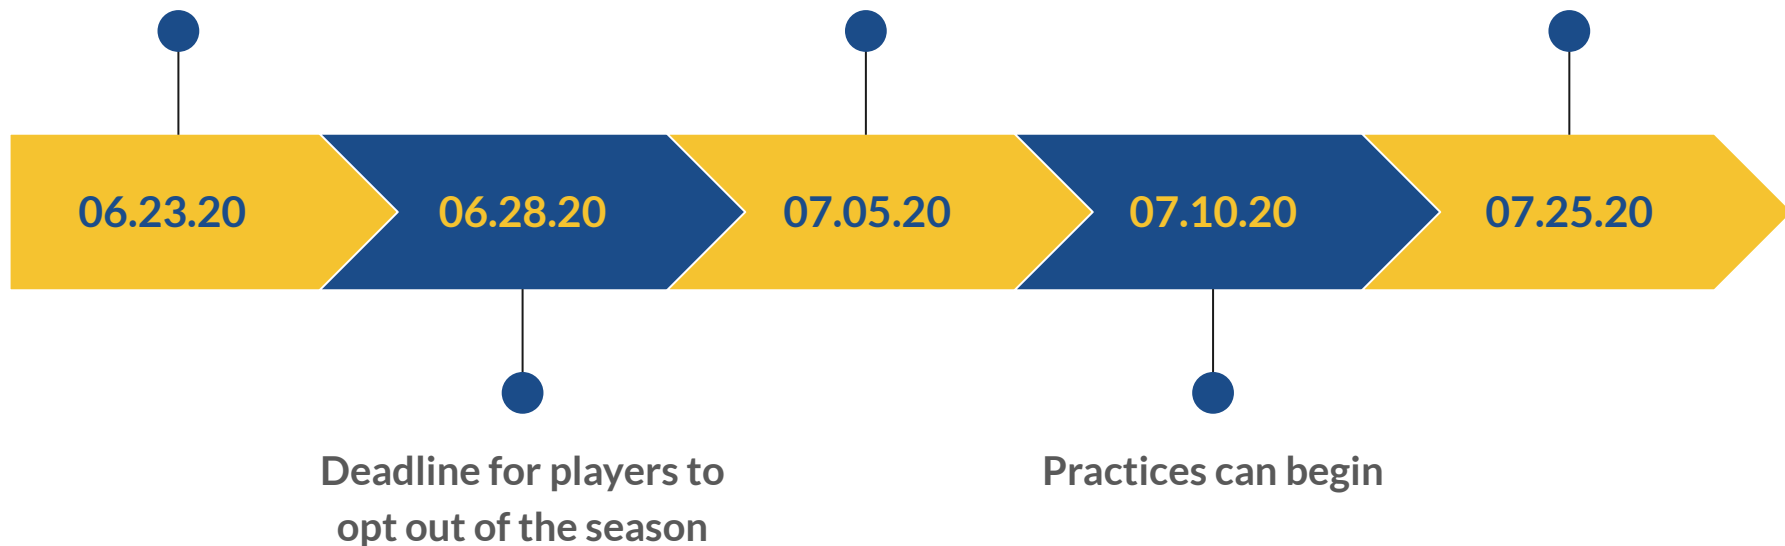 06.23.20
06.28.20
07.05.20
07.10.20
07.25.20
Deadline for players to
opt out of the season
Practices can begin